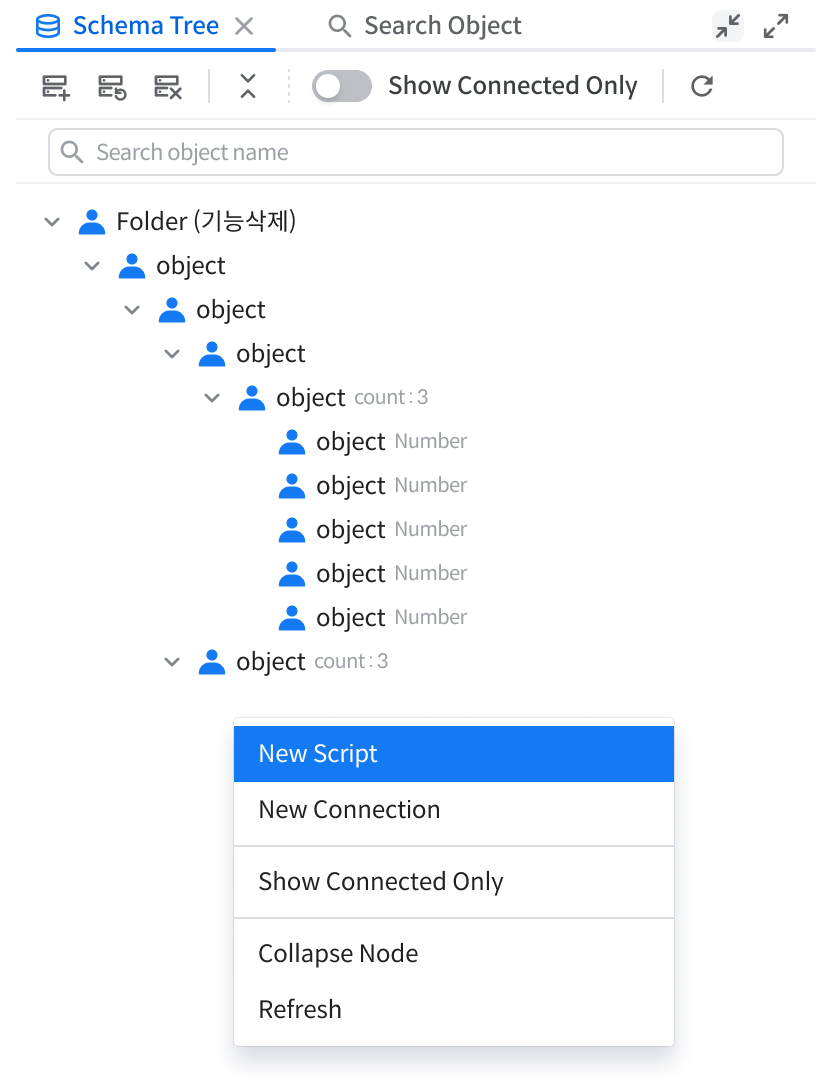 Schema Tree Search Object
Show Connected Only
Search object name
Folder (기능삭제)
object
object
object
object count : 3
object Number
object Number
object Number
object Number
object Number
object count : 3
New Script
New Connection
Show Connected Only
Collapse Node
Refresh